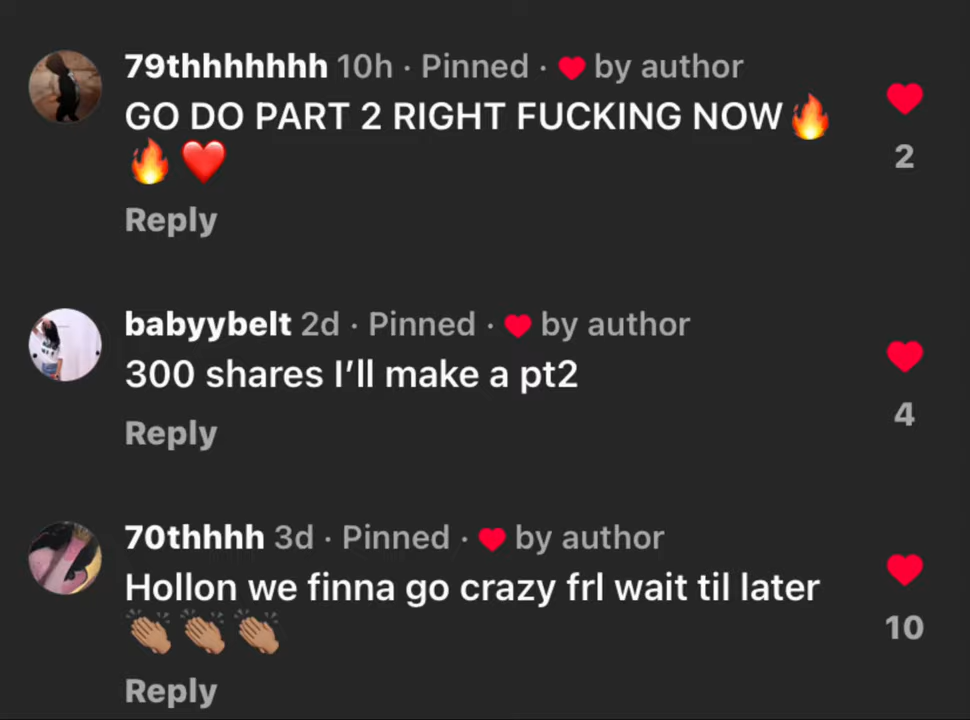 79thhhhhhh 10h · Pinned · ❤️ by author
GO DO PART 2 RIGHT FUCKING NOW🔥
🔥❤️
2
Reply
babyybelt 2d · Pinned · ❤️ by author
300 shares I’ll make a pt2
4
Reply
70thhhh 3d · Pinned · ❤️ by author
Hollon we finna go crazy frl wait til later
👏🏽👏🏽👏🏽
10
Reply